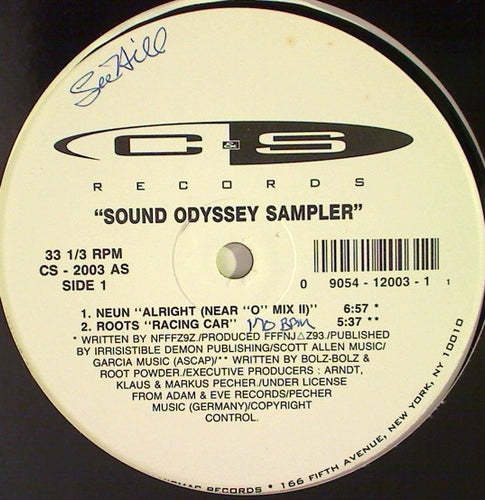 C S
RECORDS
"SOUND ODYSSEY SAMPLER"
33 1/3 RPM
CS - 2003 AS
SIDE 1
0 9054 - 12003 - 1 1
1. NEUN "ALRIGHT (NEAR "O" MIX II)" 6:57 *
2. ROOTS "RACING CAR" 170 BPM 5:37 **
* WRITTEN BY NFFFZ9Z./PRODUCED FFFNJ△Z93./PUBLISHED
BY IRRISISTIBLE DEMON PUBLISHING/SCOTT ALLEN MUSIC/
GARCIA MUSIC (ASCAP)/** WRITTEN BY BOLZ-BOLZ &
ROOT POWDER./EXECUTIVE PRODUCERS : ARNDT,
KLAUS & MARKUS PECHER./UNDER LICENSE
FROM ADAM & EVE RECORDS/PECHER
MUSIC (GERMANY)/COPYRIGHT
CONTROL.
RECORDS • 166 FIFTH AVENUE, NEW YORK, NY 10010